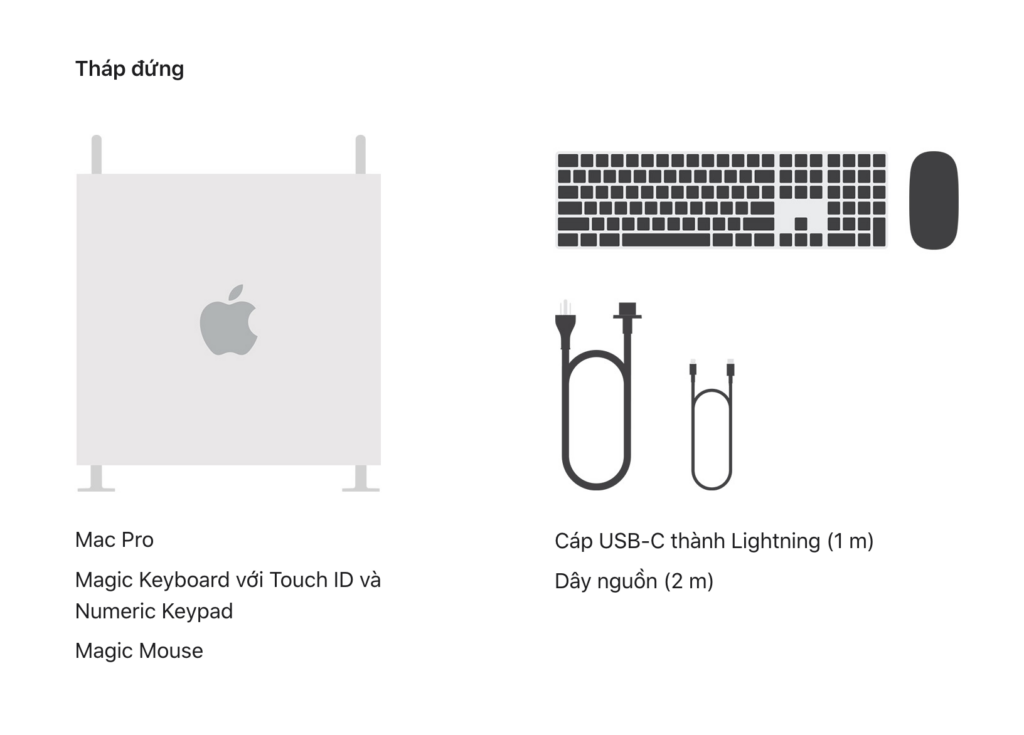 Tháp đứng
Mac Pro
Magic Keyboard với Touch ID và
Numeric Keypad
Magic Mouse
Cáp USB-C thành Lightning (1 m)
Dây nguồn (2 m)